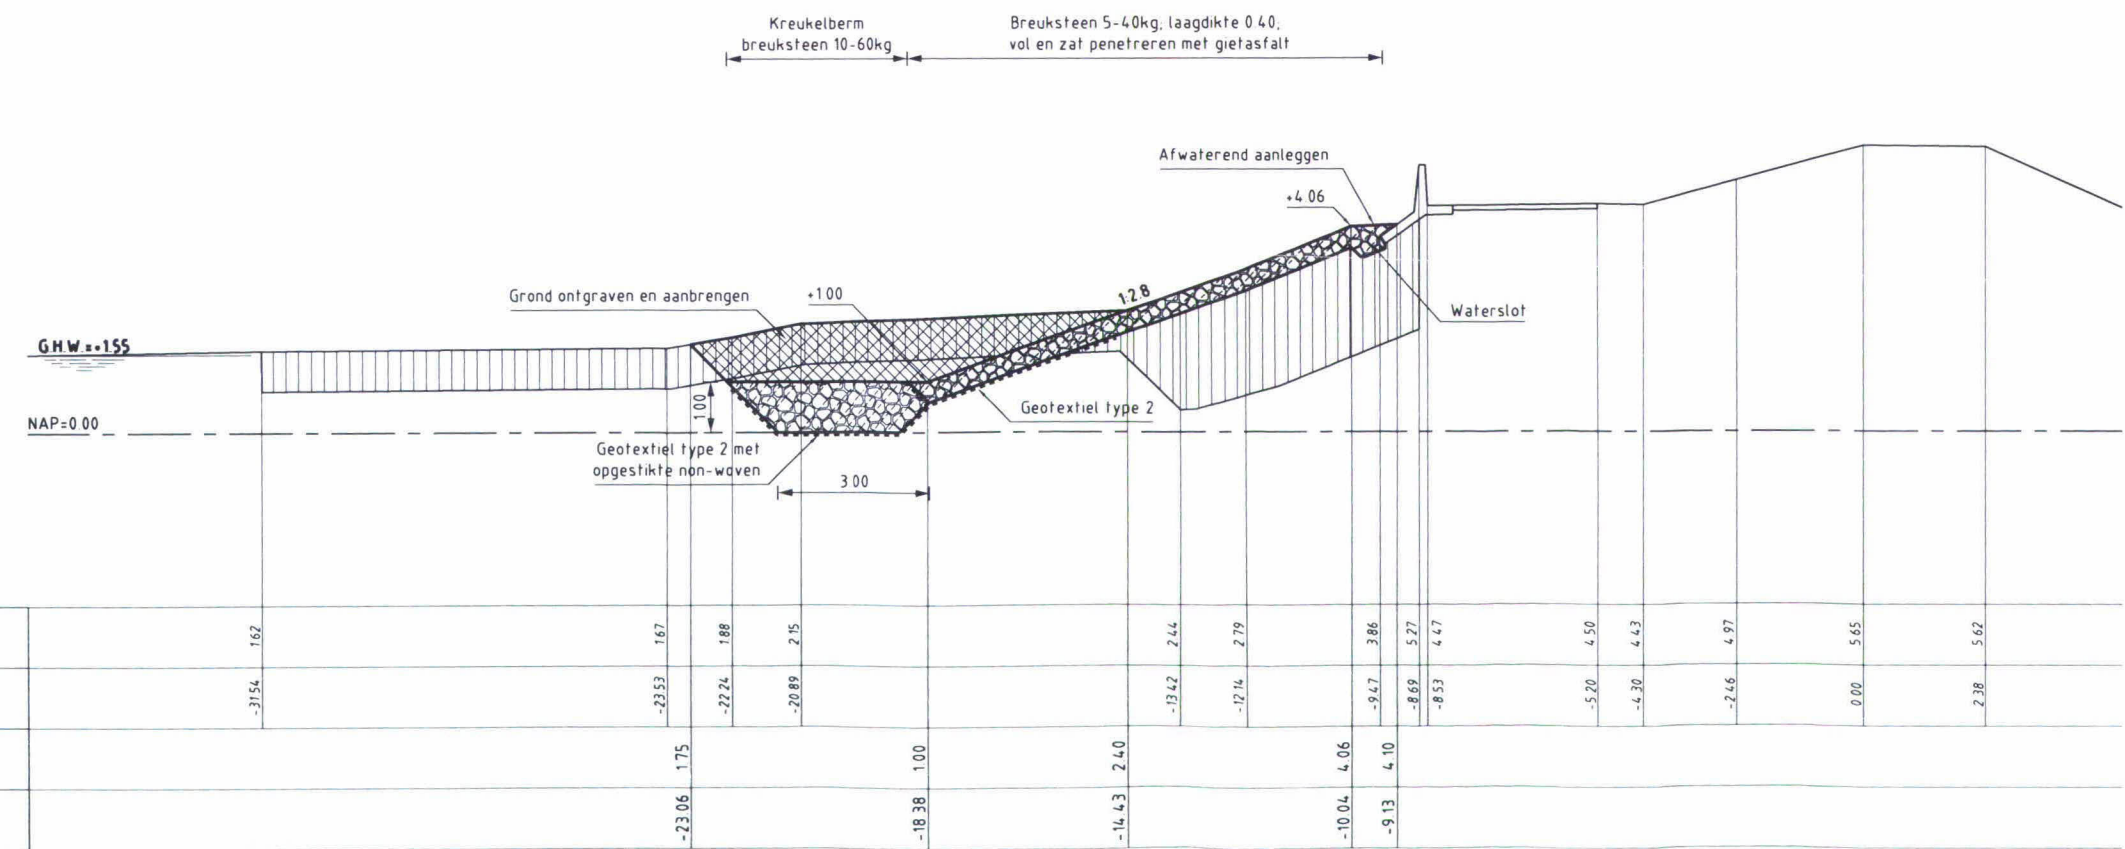 Kreukelberm
breuksteen 10-60kg
Breuksteen 5-40kg; laagdikte 0.40;
vol en zat penetreren met gietasfalt
Afwaterend aanleggen
+4.06
Grond ontgraven en aanbrengen
+1.00
1:2.8
Waterslot
G.H.W.=+1.55
1.00
Geotextiel type 2
NAP=0.00
Geotextiel type 2 met
opgestikte non-woven
3.00
1.62 1.67 1.88 2.15 2.44 2.79 3.86 5.27 4.47 4.50 4.43 4.97 5.65 5.62
-31.54 -23.53 -22.24 -20.89 -13.42 -12.14 -9.47 -8.69 -8.53 -5.20 -4.30 -2.46 0.00 2.38
1.75 1.00 2.40 4.06 4.10
-23.06 -18.38 -14.43 -10.04 -9.13